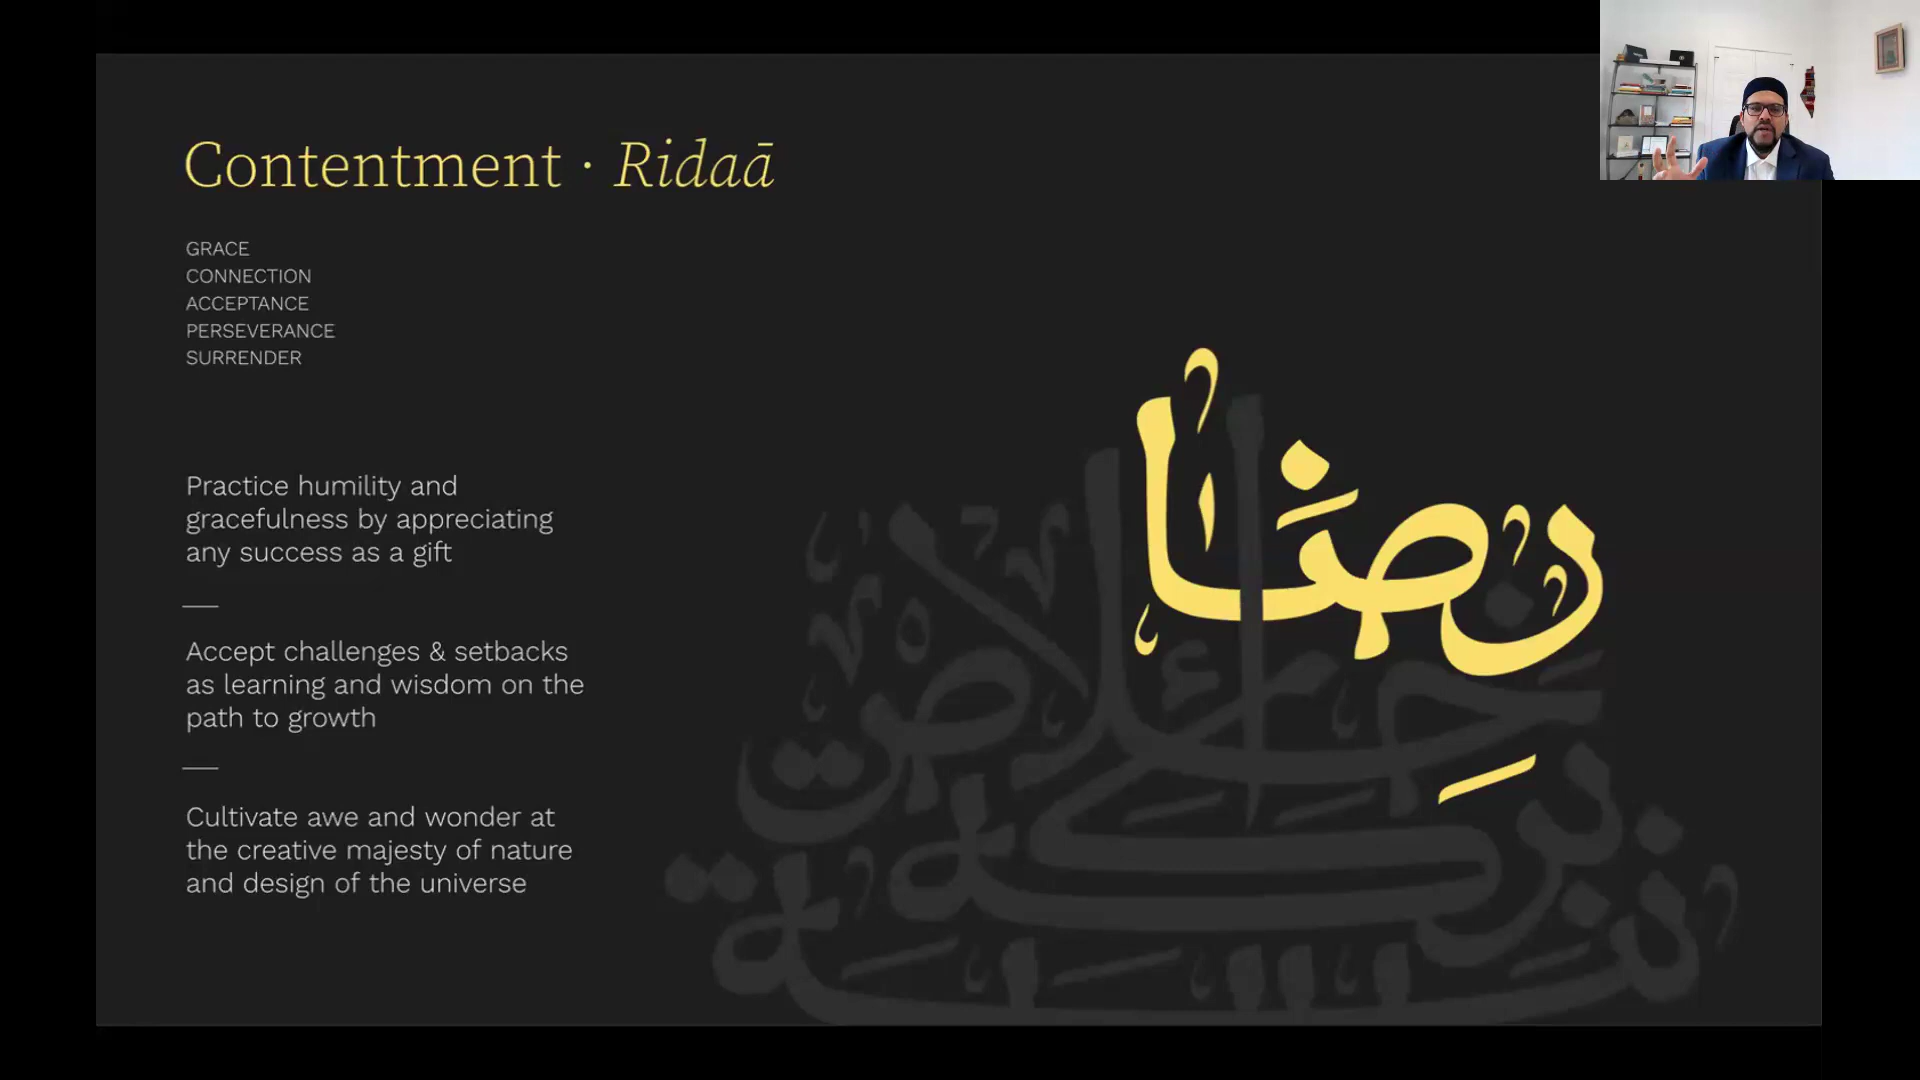 Contentment · Ridaā
GRACE
CONNECTION
ACCEPTANCE
PERSEVERANCE
SURRENDER
Practice humility and
gracefulness by appreciating
any success as a gift
Accept challenges & setbacks
as learning and wisdom on the
path to growth
Cultivate awe and wonder at
the creative majesty of nature
and design of the universe
رِضَا